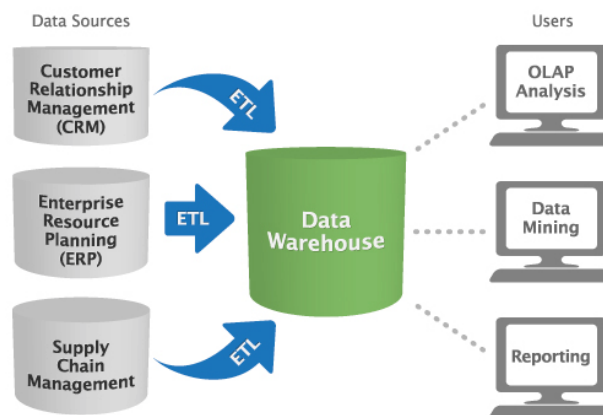 Data Sources
Users
Customer
Relationship
Management
(CRM)
ETL
OLAP
Analysis
Enterprise
Resource
Planning
(ERP)
ETL
Data
Warehouse
Data
Mining
Supply
Chain
Management
ETL
Reporting